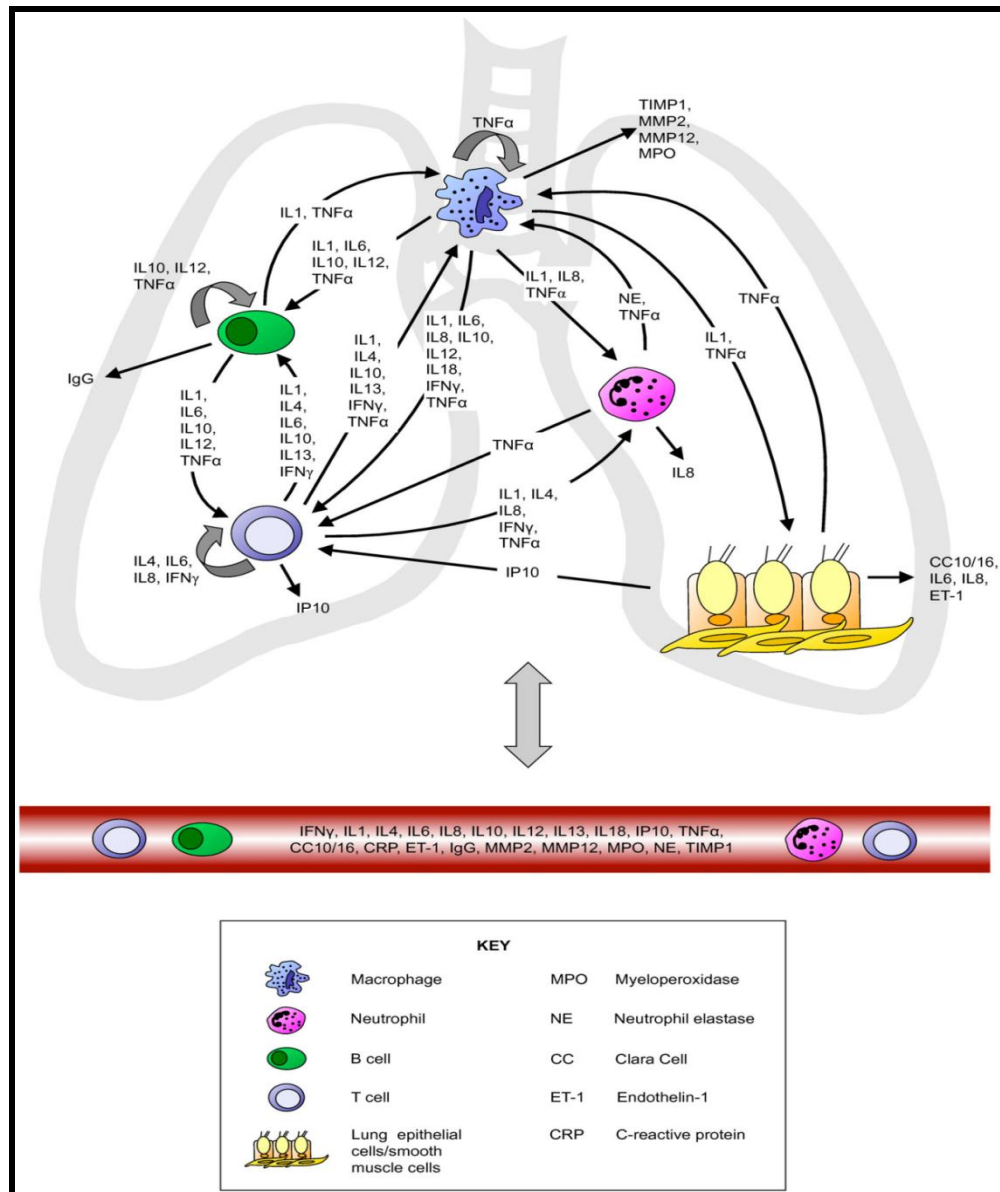 TNFα
TIMP1,
MMP2,
MMP12,
MPO
IL1, TNFα
IL1, IL6,
IL10, IL12,
TNFα
IL10, IL12,
TNFα
IL1, IL8,
TNFα
NE,
TNFα
TNFα
IL1,
TNFα
IL1,
IL4,
IL10,
IL13,
IFNγ,
TNFα
IL1, IL6,
IL8, IL10,
IL12,
IL18,
IFNγ,
TNFα
IgG
IL1,
IL6,
IL10,
IL12,
TNFα
IL1,
IL4,
IL6,
IL10,
IL13,
IFNγ
TNFα
IL8
IL1, IL4,
IL8,
IFNγ,
TNFα
IL4, IL6,
IL8, IFNγ
IP10
IP10
CC10/16,
IL6, IL8,
ET-1
IFNγ, IL1, IL4, IL6, IL8, IL10, IL12, IL13, IL18, IP10, TNFα,
CC10/16, CRP, ET-1, IgG, MMP2, MMP12, MPO, NE, TIMP1
KEY
Macrophage MPO Myeloperoxidase
Neutrophil NE Neutrophil elastase
B cell CC Clara Cell
T cell ET-1 Endothelin-1
Lung epithelial CRP C-reactive protein
cells/smooth
muscle cells